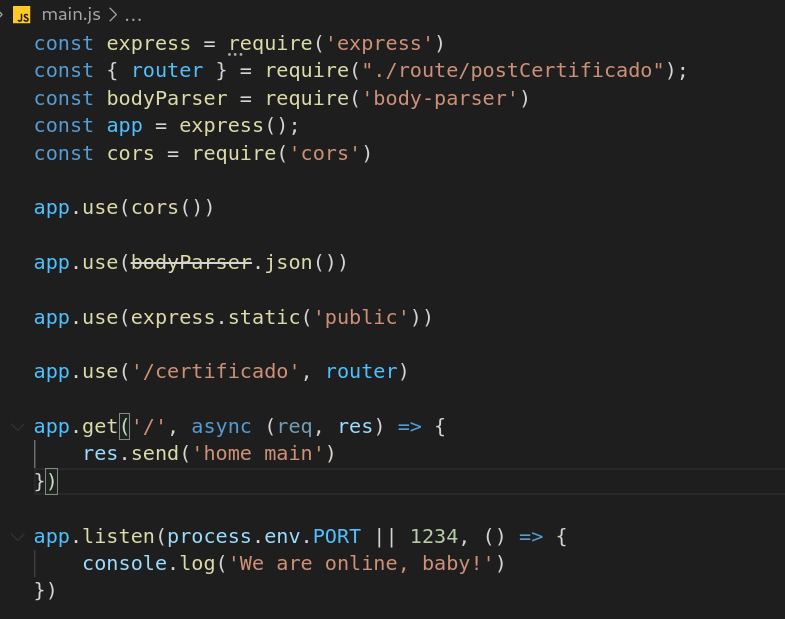 JS main.js > ...
const express = require('express')
const { router } = require("./route/postCertificado");
const bodyParser = require('body-parser')
const app = express();
const cors = require('cors')
app.use(cors())
app.use(bodyParser.json())
app.use(express.static('public'))
app.use('/certificado', router)
app.get('/', async (req, res) => {
    res.send('home main')
})
app.listen(process.env.PORT || 1234, () => {
    console.log('We are online, baby!')
})